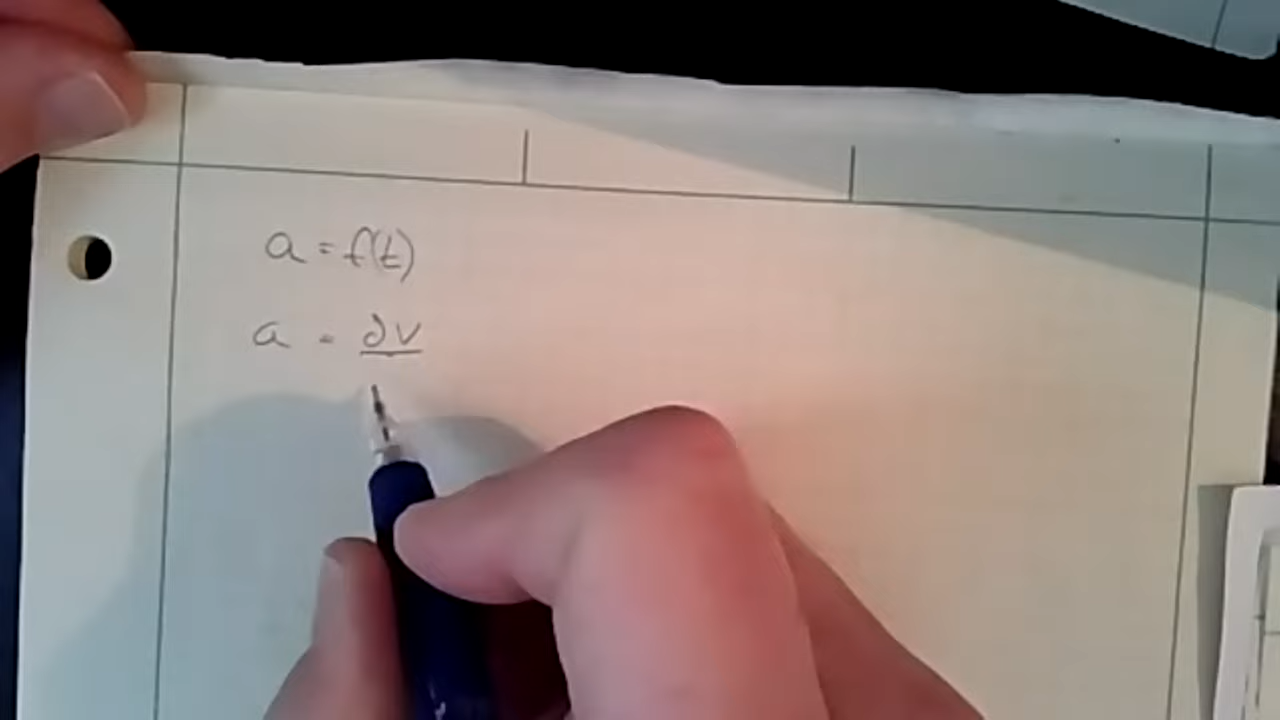 a = f(t)
a = ∂v